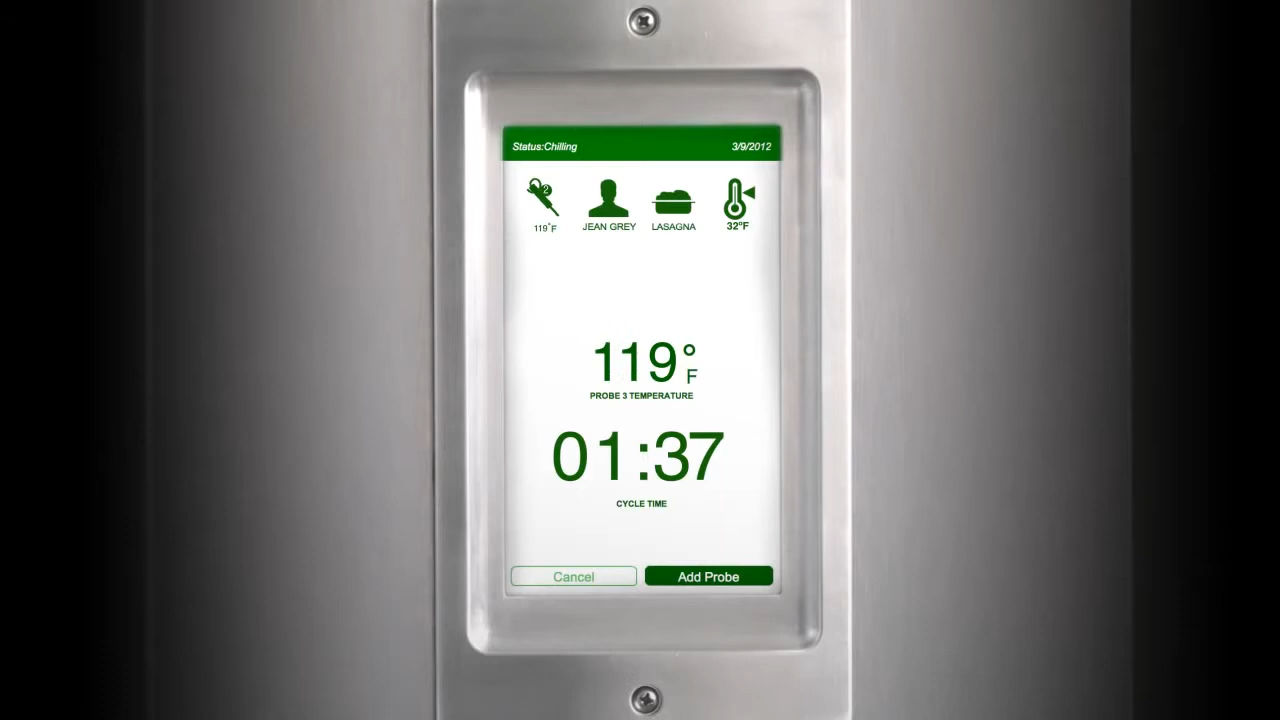 Status:Chilling 3/9/2012
2
119°F JEAN GREY LASAGNA 32°F
119°F
PROBE 3 TEMPERATURE
01:37
CYCLE TIME
Cancel Add Probe